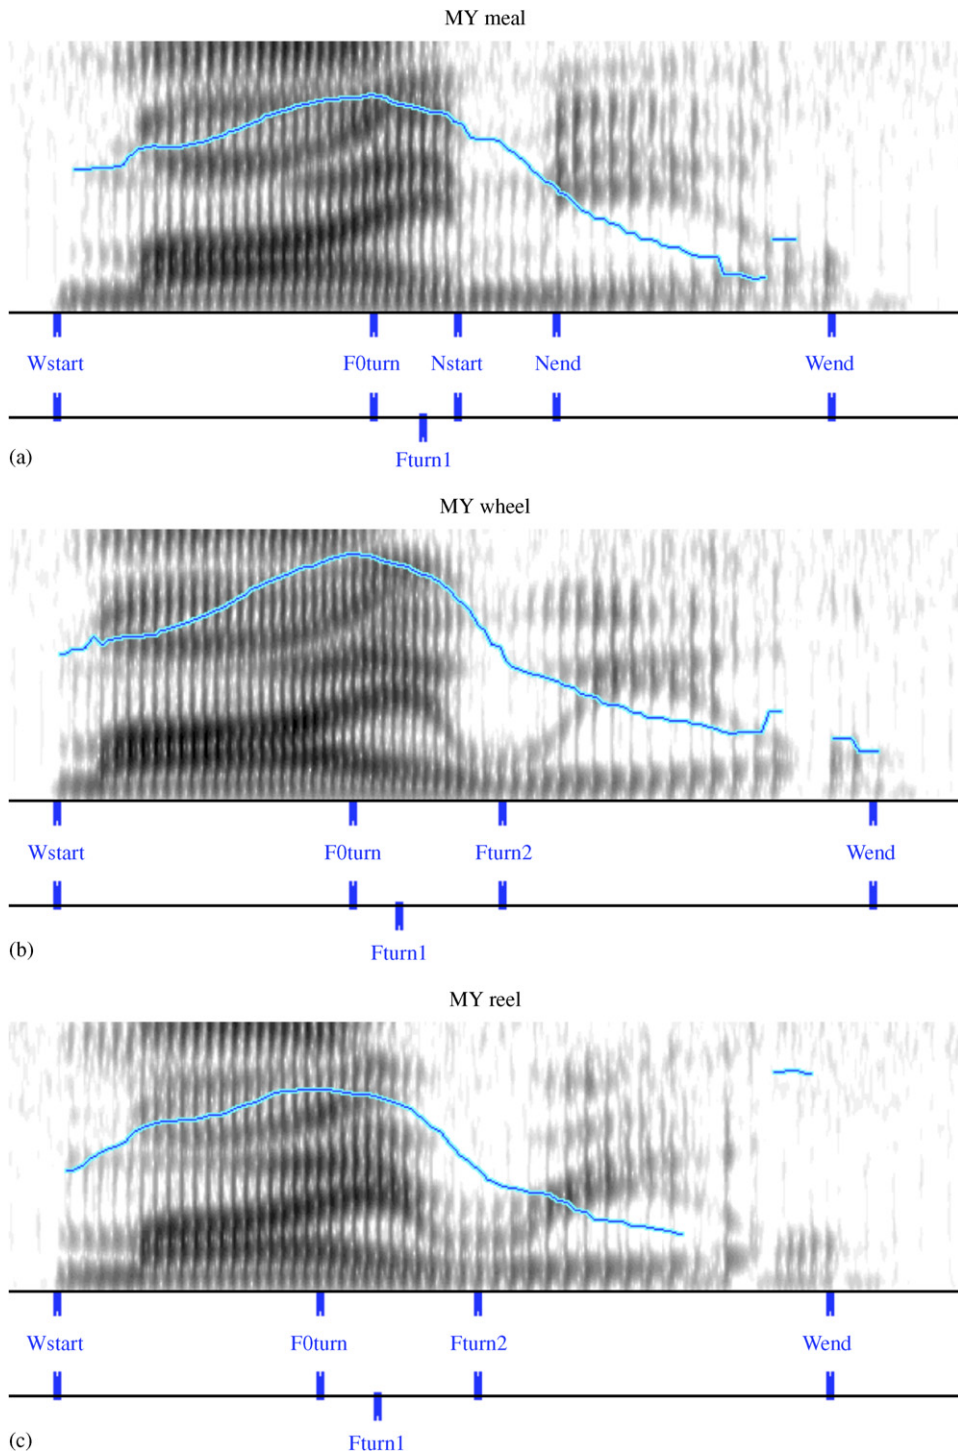 MY meal
Wstart F0turn Nstart Nend Wend
Fturn1
(a)
MY wheel
Wstart F0turn Fturn2 Wend
Fturn1
(b)
MY reel
Wstart F0turn Fturn2 Wend
Fturn1
(c)